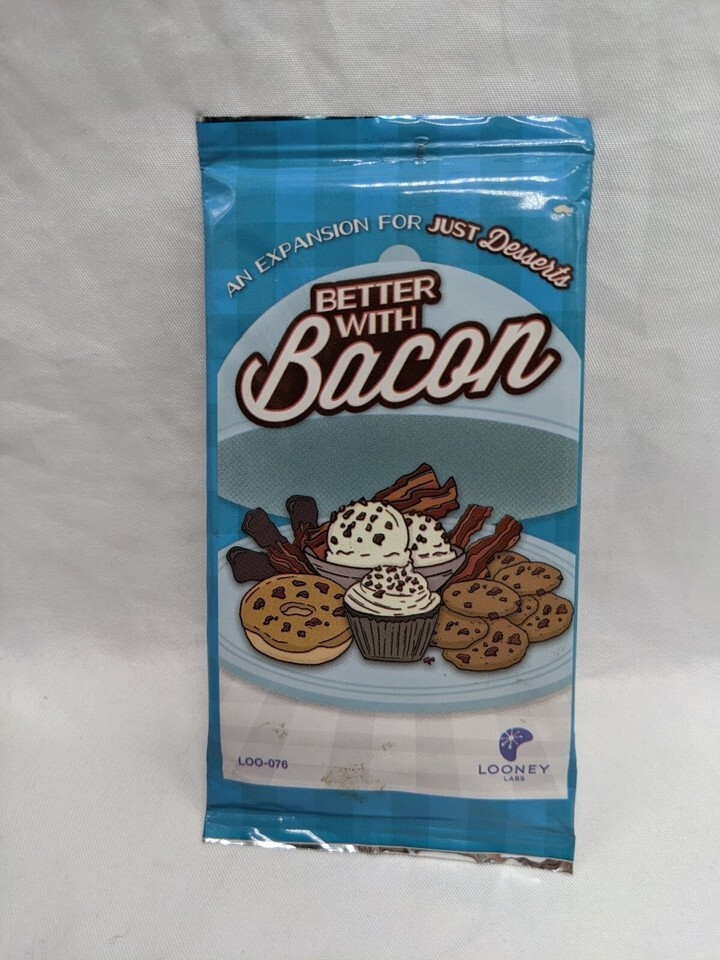 AN EXPANSION FOR JUST Desserts
BETTER
WITH
Bacon
LOO-076
LOONEY
LABS